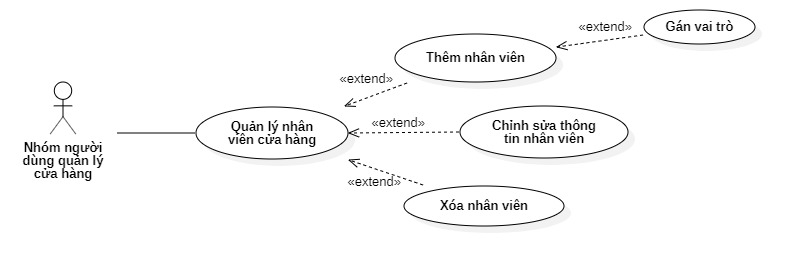 Gán vai trò
«extend»
Thêm nhân viên
«extend»
Nhóm người
dùng quản lý
cửa hàng
Quản lý nhân
viên cửa hàng
«extend»
Chỉnh sửa thông
tin nhân viên
«extend»
Xóa nhân viên